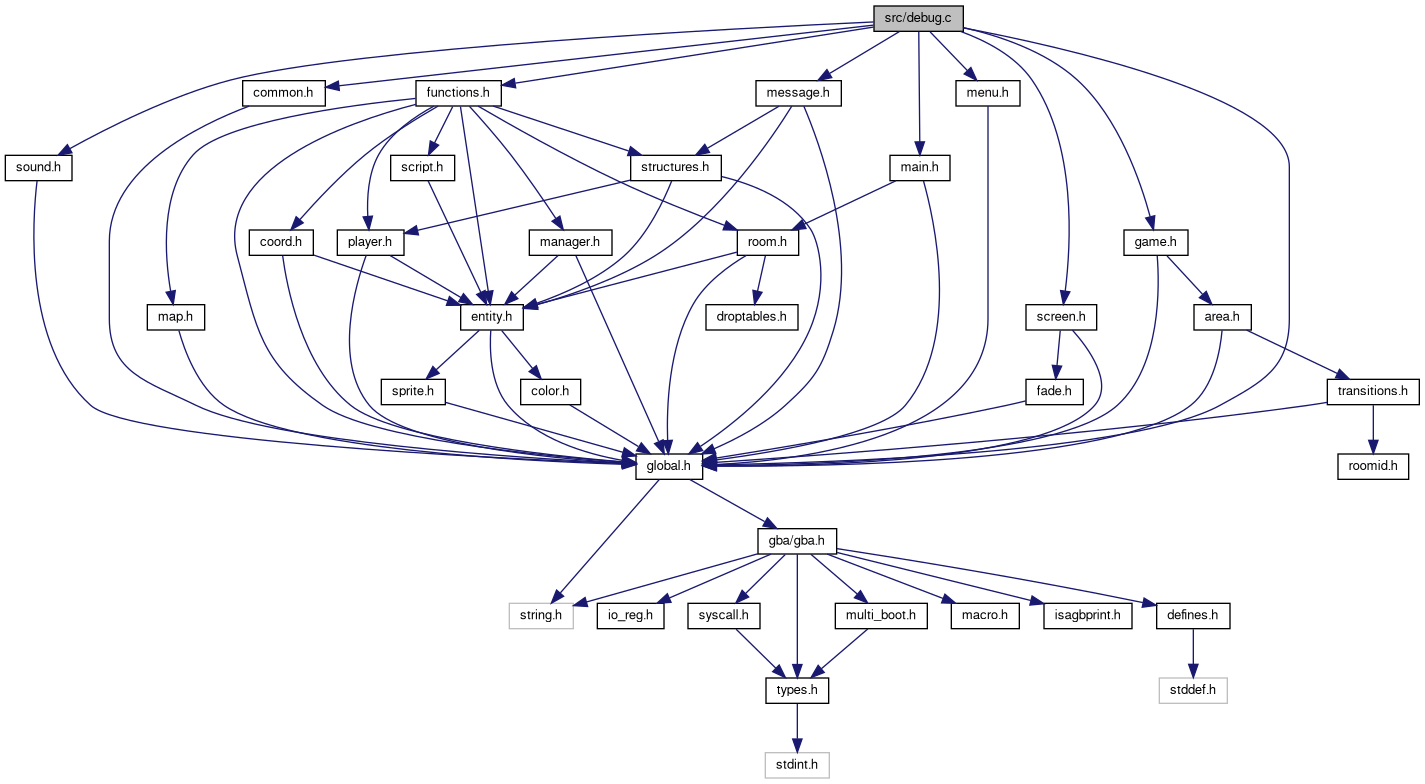 src/debug.c
common.h
functions.h
message.h
menu.h
sound.h
script.h
structures.h
main.h
coord.h
player.h
manager.h
room.h
game.h
map.h
entity.h
droptables.h
screen.h
area.h
sprite.h
color.h
fade.h
transitions.h
global.h
roomid.h
gba/gba.h
string.h
io_reg.h
syscall.h
multi_boot.h
macro.h
isagbprint.h
defines.h
types.h
stddef.h
stdint.h